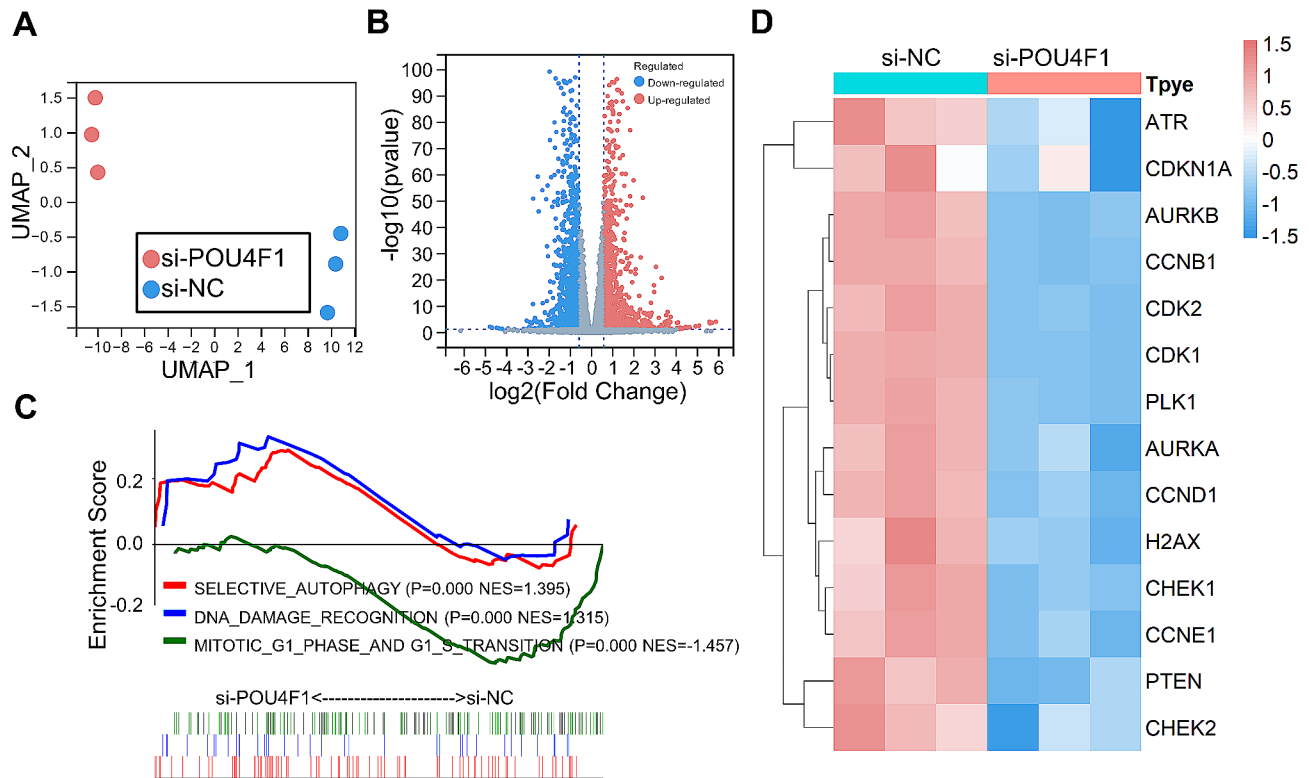 A
UMAP_2
1.5
1.0
0.5
0.0
−0.5
−1.0
−1.5
si-POU4F1
si-NC
−10 −8 −6 −4 −2 0 2 4 6 8 10 12
UMAP_1
B
-log10(pvalue)
100
90
80
70
60
50
40
30
20
10
0
Regulated
Down-regulated
Up-regulated
-6 -5 -4 -3 -2 -1 0 1 2 3 4 5 6
log2(Fold Change)
C
Enrichment Score
0.2
0.0
-0.2
SELECTIVE_AUTOPHAGY (P=0.000 NES=1.395)
DNA_DAMAGE_RECOGNITION (P=0.000 NES=1.315)
MITOTIC_G1_PHASE_AND G1_S_TRANSITION (P=0.000 NES=-1.457)
si-POU4F1<---------------------->si-NC
D
si-NC si-POU4F1
Tpye
ATR
CDKN1A
AURKB
CCNB1
CDK2
CDK1
PLK1
AURKA
CCND1
H2AX
CHEK1
CCNE1
PTEN
CHEK2
1.5
1
0.5
0
-0.5
-1
-1.5